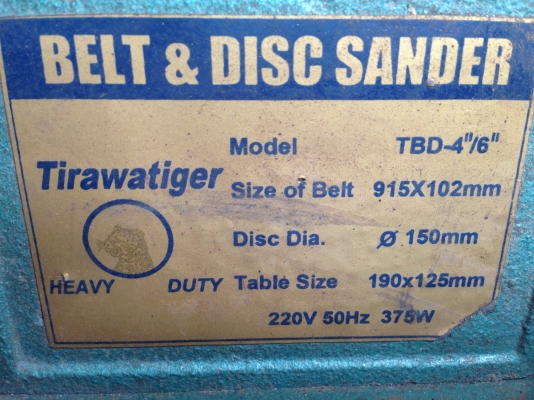 BELT & DISC SANDER
Model TBD-4"/6"
Tirawatiger
Size of Belt 915X102mm
Disc Dia. Ø 150mm
HEAVY DUTY
Table Size 190x125mm
220V 50Hz 375W